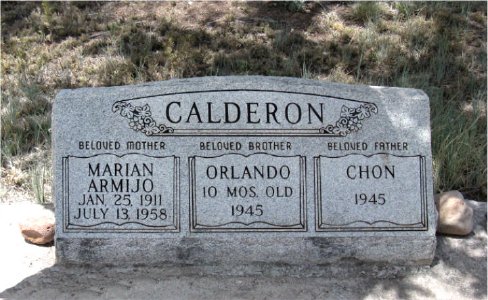 CALDERON
BELOVED MOTHER
MARIAN
ARMIJO
JAN 25, 1911
JULY 13, 1958
BELOVED BROTHER
ORLANDO
10 MOS. OLD
1945
BELOVED FATHER
CHON
1945